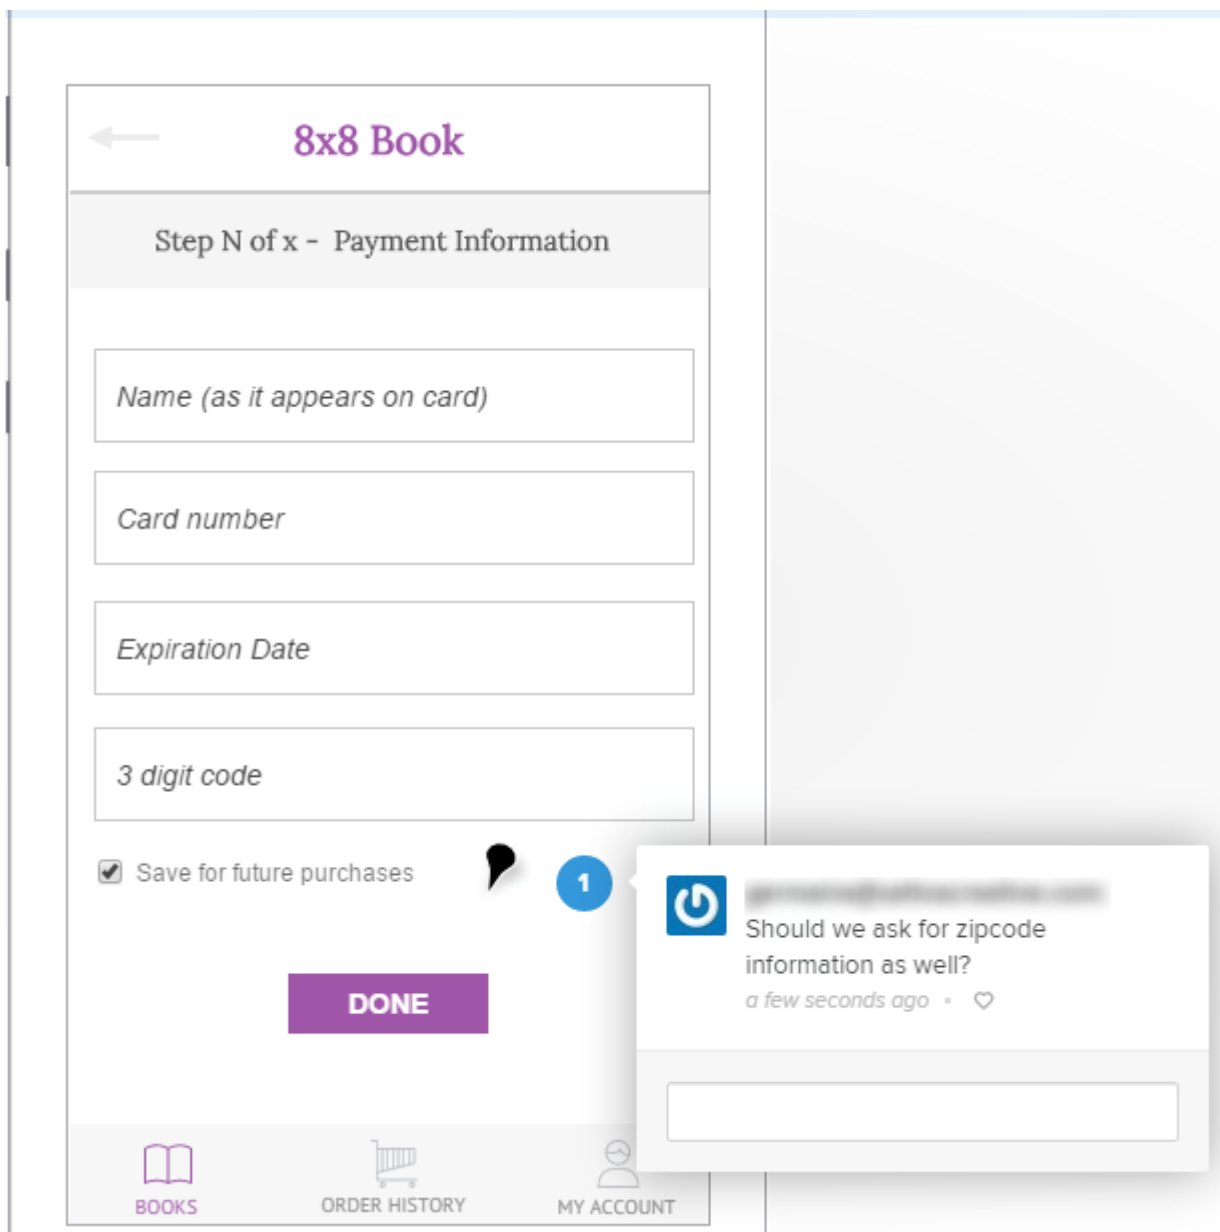 8x8 Book
Step N of x - Payment Information
Name (as it appears on card)
Card number
Expiration Date
3 digit code
Save for future purchases
1
Should we ask for zipcode
information as well?
a few seconds ago
DONE
BOOKS
ORDER HISTORY
MY ACCOUNT